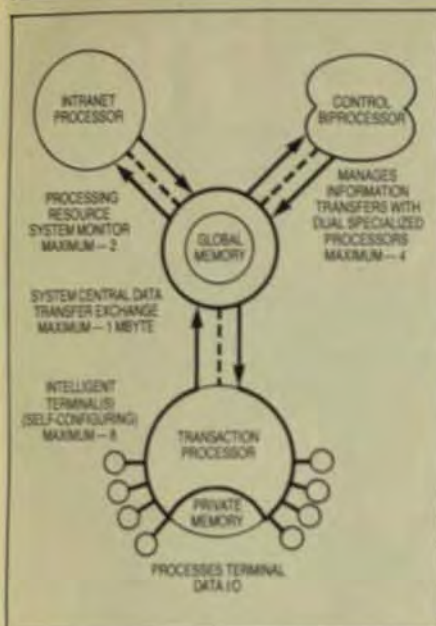 INTRANET
PROCESSOR
CONTROL
BIPROCESSOR
PROCESSING
RESOURCE
SYSTEM MONITOR
MAXIMUM — 2
GLOBAL
MEMORY
MANAGES
INFORMATION
TRANSFERS WITH
DUAL SPECIALIZED
PROCESSORS
MAXIMUM — 4
SYSTEM CENTRAL DATA
TRANSFER EXCHANGE
MAXIMUM — 1 MBYTE
INTELLIGENT
TERMINAL(S)
(SELF-CONFIGURING)
MAXIMUM — 8
TRANSACTION
PROCESSOR
PRIVATE
MEMORY
PROCESSES TERMINAL
DATA I/O